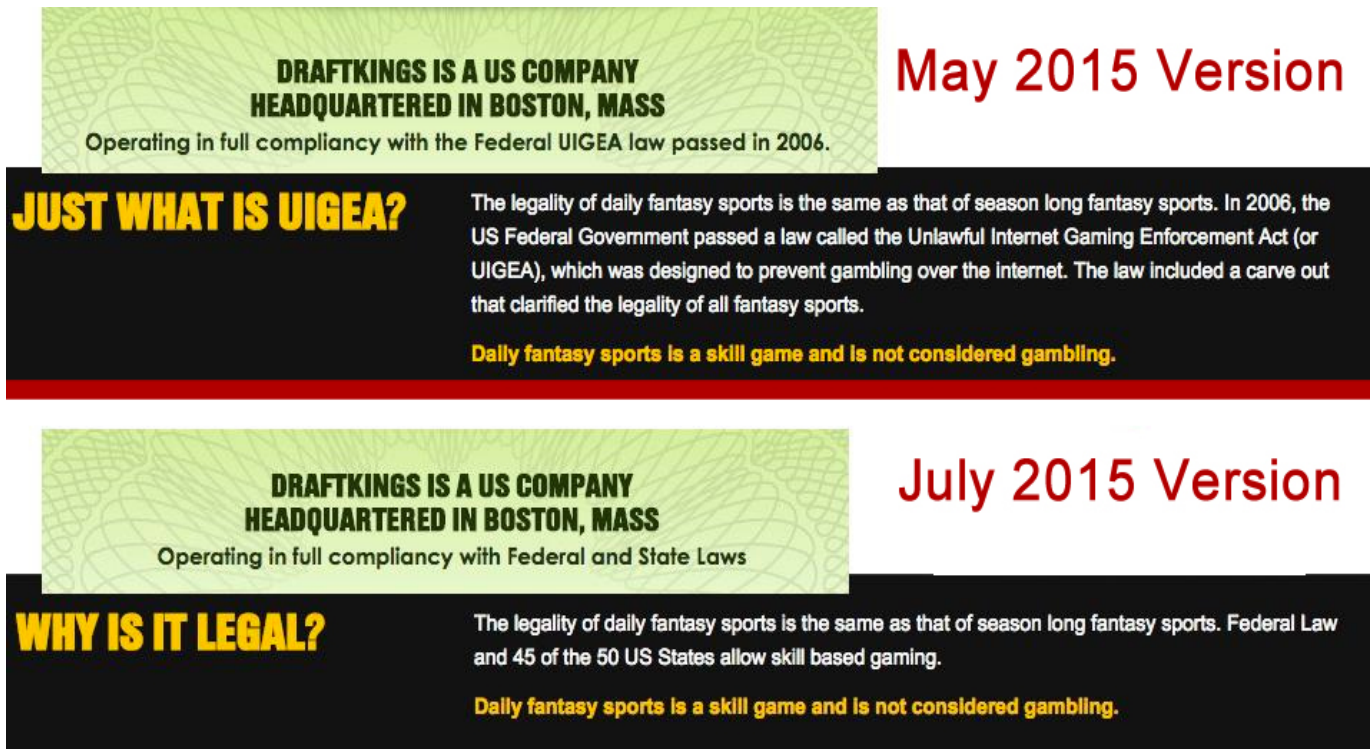 DRAFTKINGS IS A US COMPANY
HEADQUARTERED IN BOSTON, MASS
Operating in full compliancy with the Federal UIGEA law passed in 2006.
May 2015 Version
JUST WHAT IS UIGEA?
The legality of daily fantasy sports is the same as that of season long fantasy sports. In 2006, the
US Federal Government passed a law called the Unlawful Internet Gaming Enforcement Act (or
UIGEA), which was designed to prevent gambling over the internet. The law included a carve out
that clarified the legality of all fantasy sports.
Daily fantasy sports is a skill game and is not considered gambling.
DRAFTKINGS IS A US COMPANY
HEADQUARTERED IN BOSTON, MASS
Operating in full compliancy with Federal and State Laws
July 2015 Version
WHY IS IT LEGAL?
The legality of daily fantasy sports is the same as that of season long fantasy sports. Federal Law
and 45 of the 50 US States allow skill based gaming.
Daily fantasy sports is a skill game and is not considered gambling.